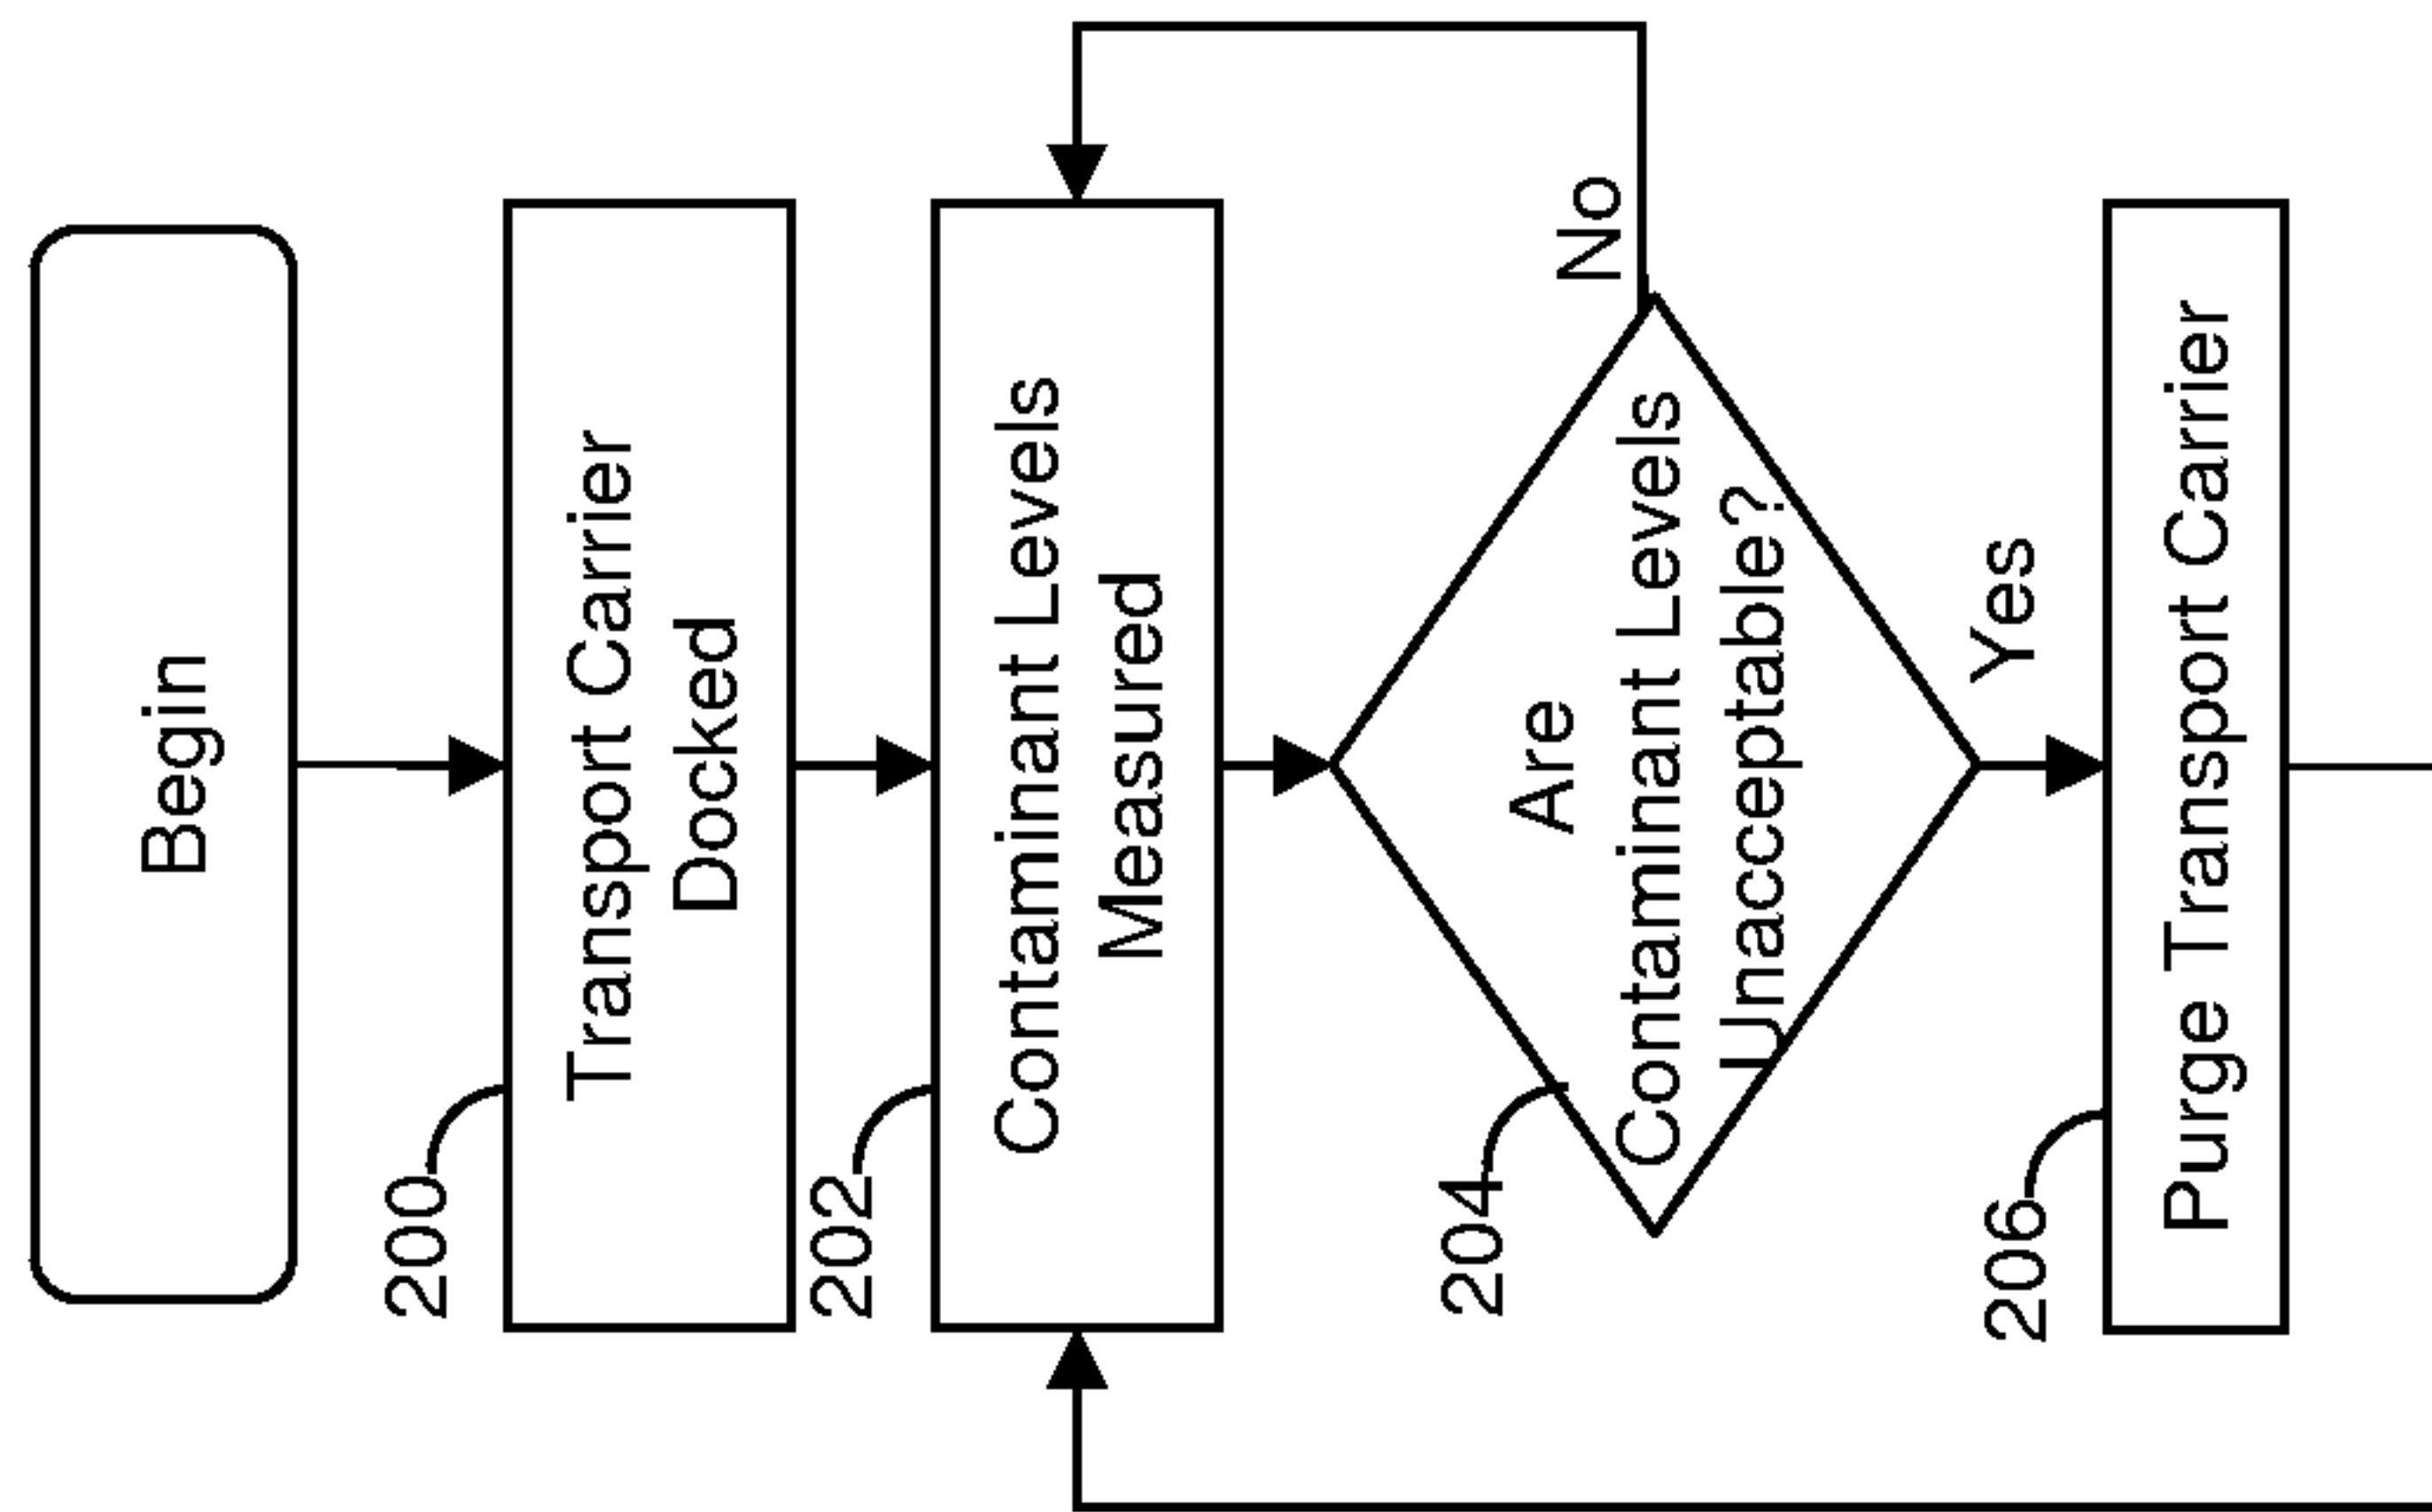 Begin
200
Transport Carrier
Docked
202
Contaminant Levels
Measured
204
Are
Contaminant Levels
Unacceptable?
No
Yes
206
Purge Transport Carrier